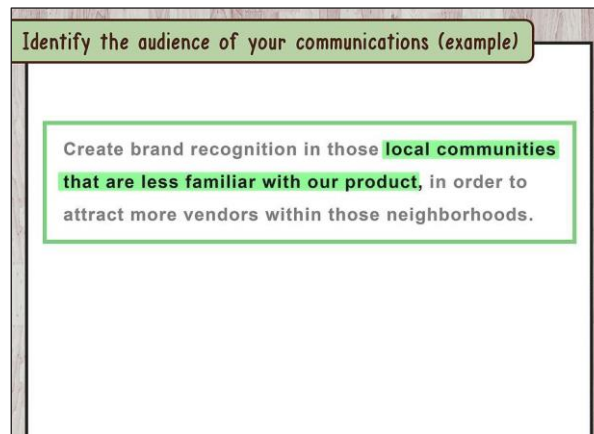 Identify the audience of your communications (example)
Create brand recognition in those local communities
that are less familiar with our product, in order to
attract more vendors within those neighborhoods.